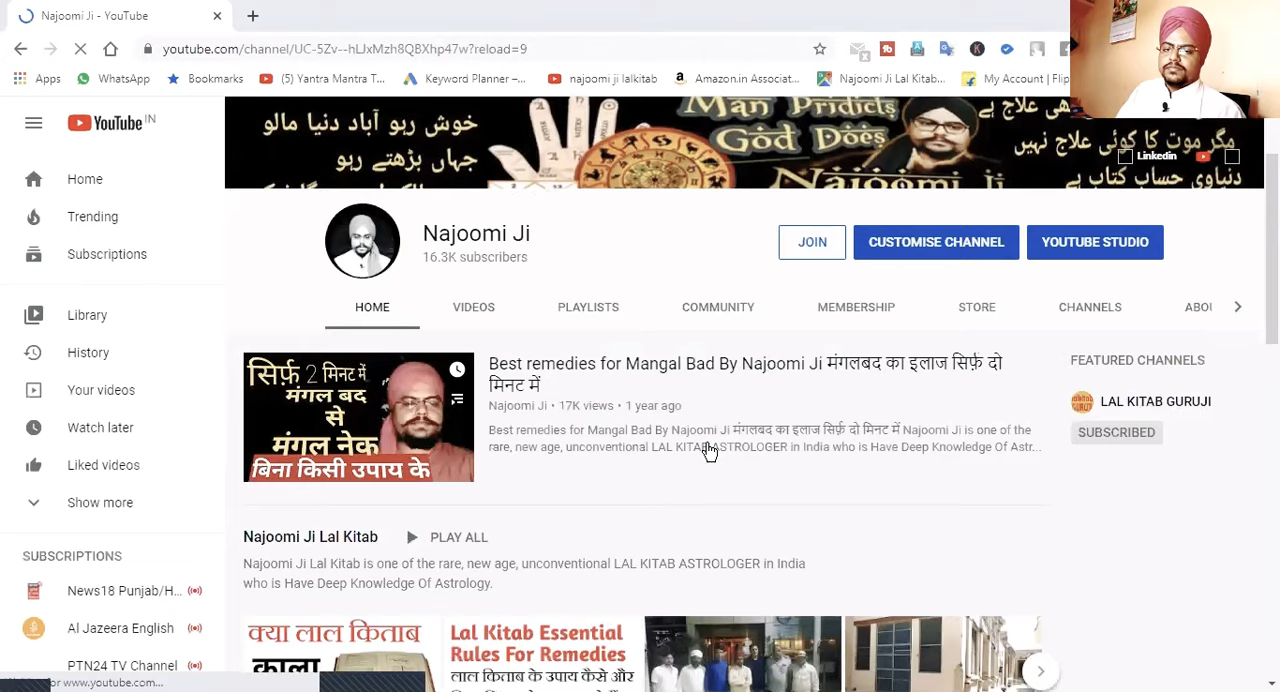 Najoomi Ji - YouTube
youtube.com/channel/UC-5Zv--hLJxMzh8QBXhp47w?reload=9
Apps WhatsApp Bookmarks (5) Yantra Mantra T... Keyword Planner –... najoomi ji lalkitab Amazon.in Associat... Najoomi Ji Lal Kitab... My Account | Flip
YouTube IN
Man Pridicts
God Does
Najoomi Ji
خوش رہو آباد دنیا مالو
جہاں بڑھتے رہو
مگر موت کا کوئی علاج نہیں
دنیاوی حساب کتاب ہے
Linkedin
Home
Trending
Subscriptions
Library
History
Your videos
Watch later
Liked videos
Show more
SUBSCRIPTIONS
News18 Punjab/H...
Al Jazeera English
PTN24 TV Channel
or www.youtube.com...
Najoomi Ji
16.3K subscribers
JOIN CUSTOMISE CHANNEL YOUTUBE STUDIO
HOME VIDEOS PLAYLISTS COMMUNITY MEMBERSHIP STORE CHANNELS ABOU
सिर्फ़ 2 मिनट में
मंगल बद
से
मंगल नेक
बिना किसी उपाय के
Best remedies for Mangal Bad By Najoomi Ji मंगलबद का इलाज सिर्फ़ दो
मिनट में
Najoomi Ji • 17K views • 1 year ago
Best remedies for Mangal Bad By Najoomi Ji मंगलबद का इलाज सिर्फ़ दो मिनट में Najoomi Ji is one of the
rare, new age, unconventional LAL KITAB ASTROLOGER in India who is Have Deep Knowledge Of Astr...
FEATURED CHANNELS
LAL KITAB GURUJI
SUBSCRIBED
Najoomi Ji Lal Kitab PLAY ALL
Najoomi Ji Lal Kitab is one of the rare, new age, unconventional LAL KITAB ASTROLOGER in India
who is Have Deep Knowledge Of Astrology.
क्या लाल किताब
काला
Lal Kitab Essential
Rules For Remedies
लाल किताब के उपाय कैसे और